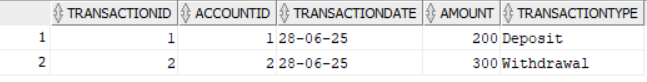 TRANSACTIONID ACCOUNTID TRANSACTIONDATE AMOUNT TRANSACTIONTYPE
1 1 1 28-06-25 200 Deposit
2 2 2 28-06-25 300 Withdrawal